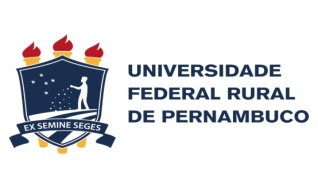 EX SEMINE SEGES
UNIVERSIDADE
FEDERAL RURAL
DE PERNAMBUCO